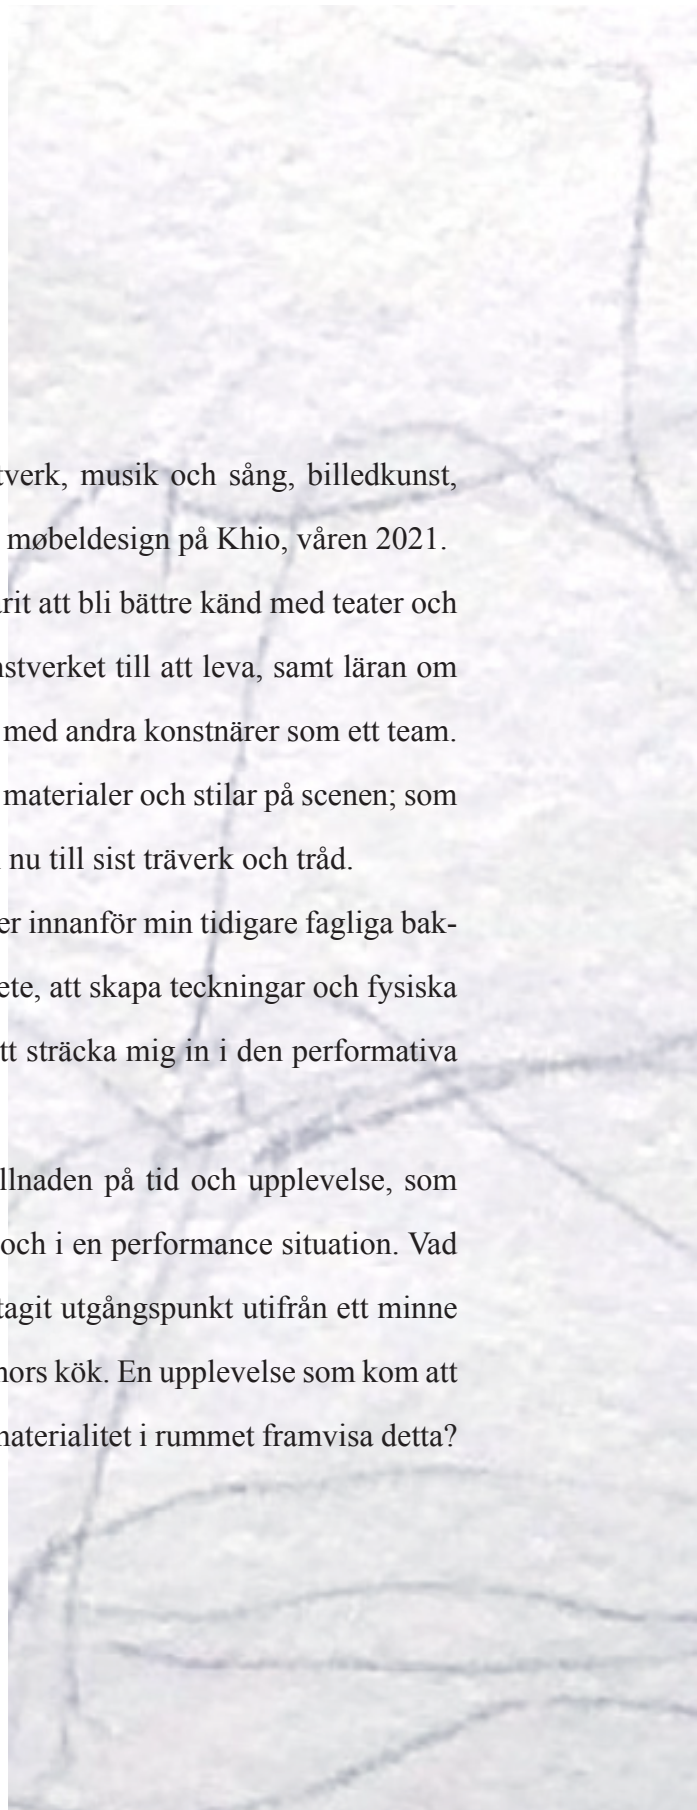 tverk, musik och sång, billedkunst,
møbeldesign på Khio, våren 2021.
rit att bli bättre känd med teater och
nstverket till att leva, samt läran om
med andra konstnärer som ett team.
materialer och stilar på scenen; som
nu till sist träverk och tråd.
er innanför min tidigare fagliga bak-
ete, att skapa teckningar och fysiska
tt sträcka mig in i den performativa
llnaden på tid och upplevelse, som
och i en performance situation. Vad
tagit utgångspunkt utifrån ett minne
mors kök. En upplevelse som kom att
materialitet i rummet framvisa detta?